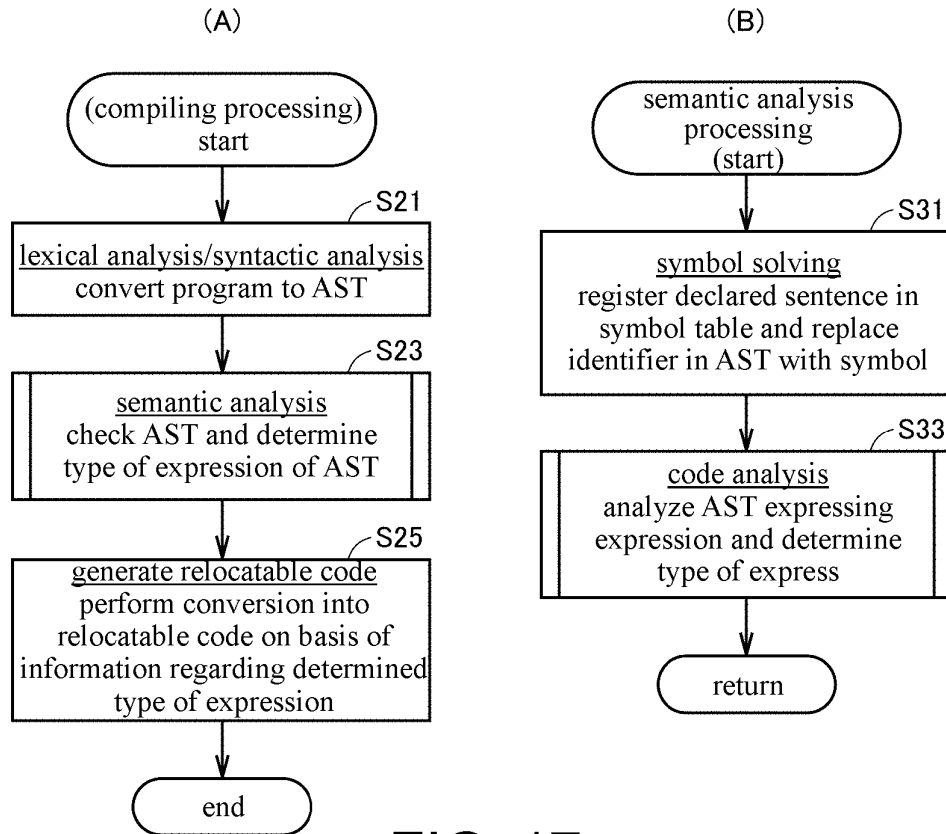 (A)
(compiling processing)
start
S21
lexical analysis/syntactic analysis
convert program to AST
S23
semantic analysis
check AST and determine
type of expression of AST
S25
generate relocatable code
perform conversion into
relocatable code on basis of
information regarding determined
type of expression
end
(B)
semantic analysis
processing
(start)
S31
symbol solving
register declared sentence in
symbol table and replace
identifier in AST with symbol
S33
code analysis
analyze AST expressing
expression and determine
type of express
return